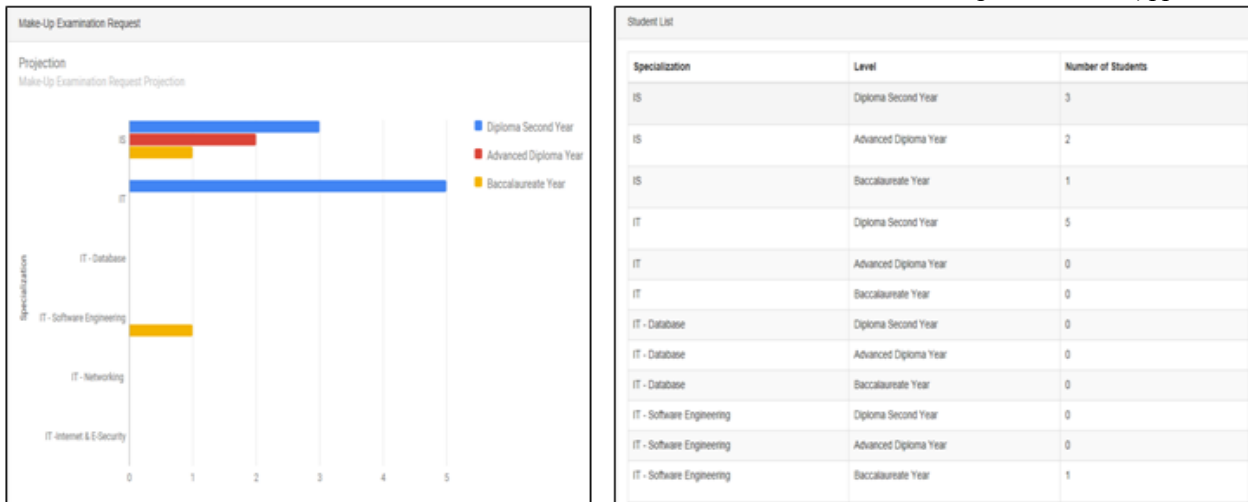 Make-Up Examination Request
Projection
Make-Up Examination Request Projection
Diploma Second Year
Advanced Diploma Year
Baccalaureate Year
IS
IT
IT - Database
IT - Software Engineering
IT - Networking
IT -Internet & E-Security
Specialization
0 1 2 3 4 5
Student List
Specialization Level Number of Students
IS Diploma Second Year 3
IS Advanced Diploma Year 2
IS Baccalaureate Year 1
IT Diploma Second Year 5
IT Advanced Diploma Year 0
IT Baccalaureate Year 0
IT - Database Diploma Second Year 0
IT - Database Advanced Diploma Year 0
IT - Database Baccalaureate Year 0
IT - Software Engineering Diploma Second Year 0
IT - Software Engineering Advanced Diploma Year 0
IT - Software Engineering Baccalaureate Year 1